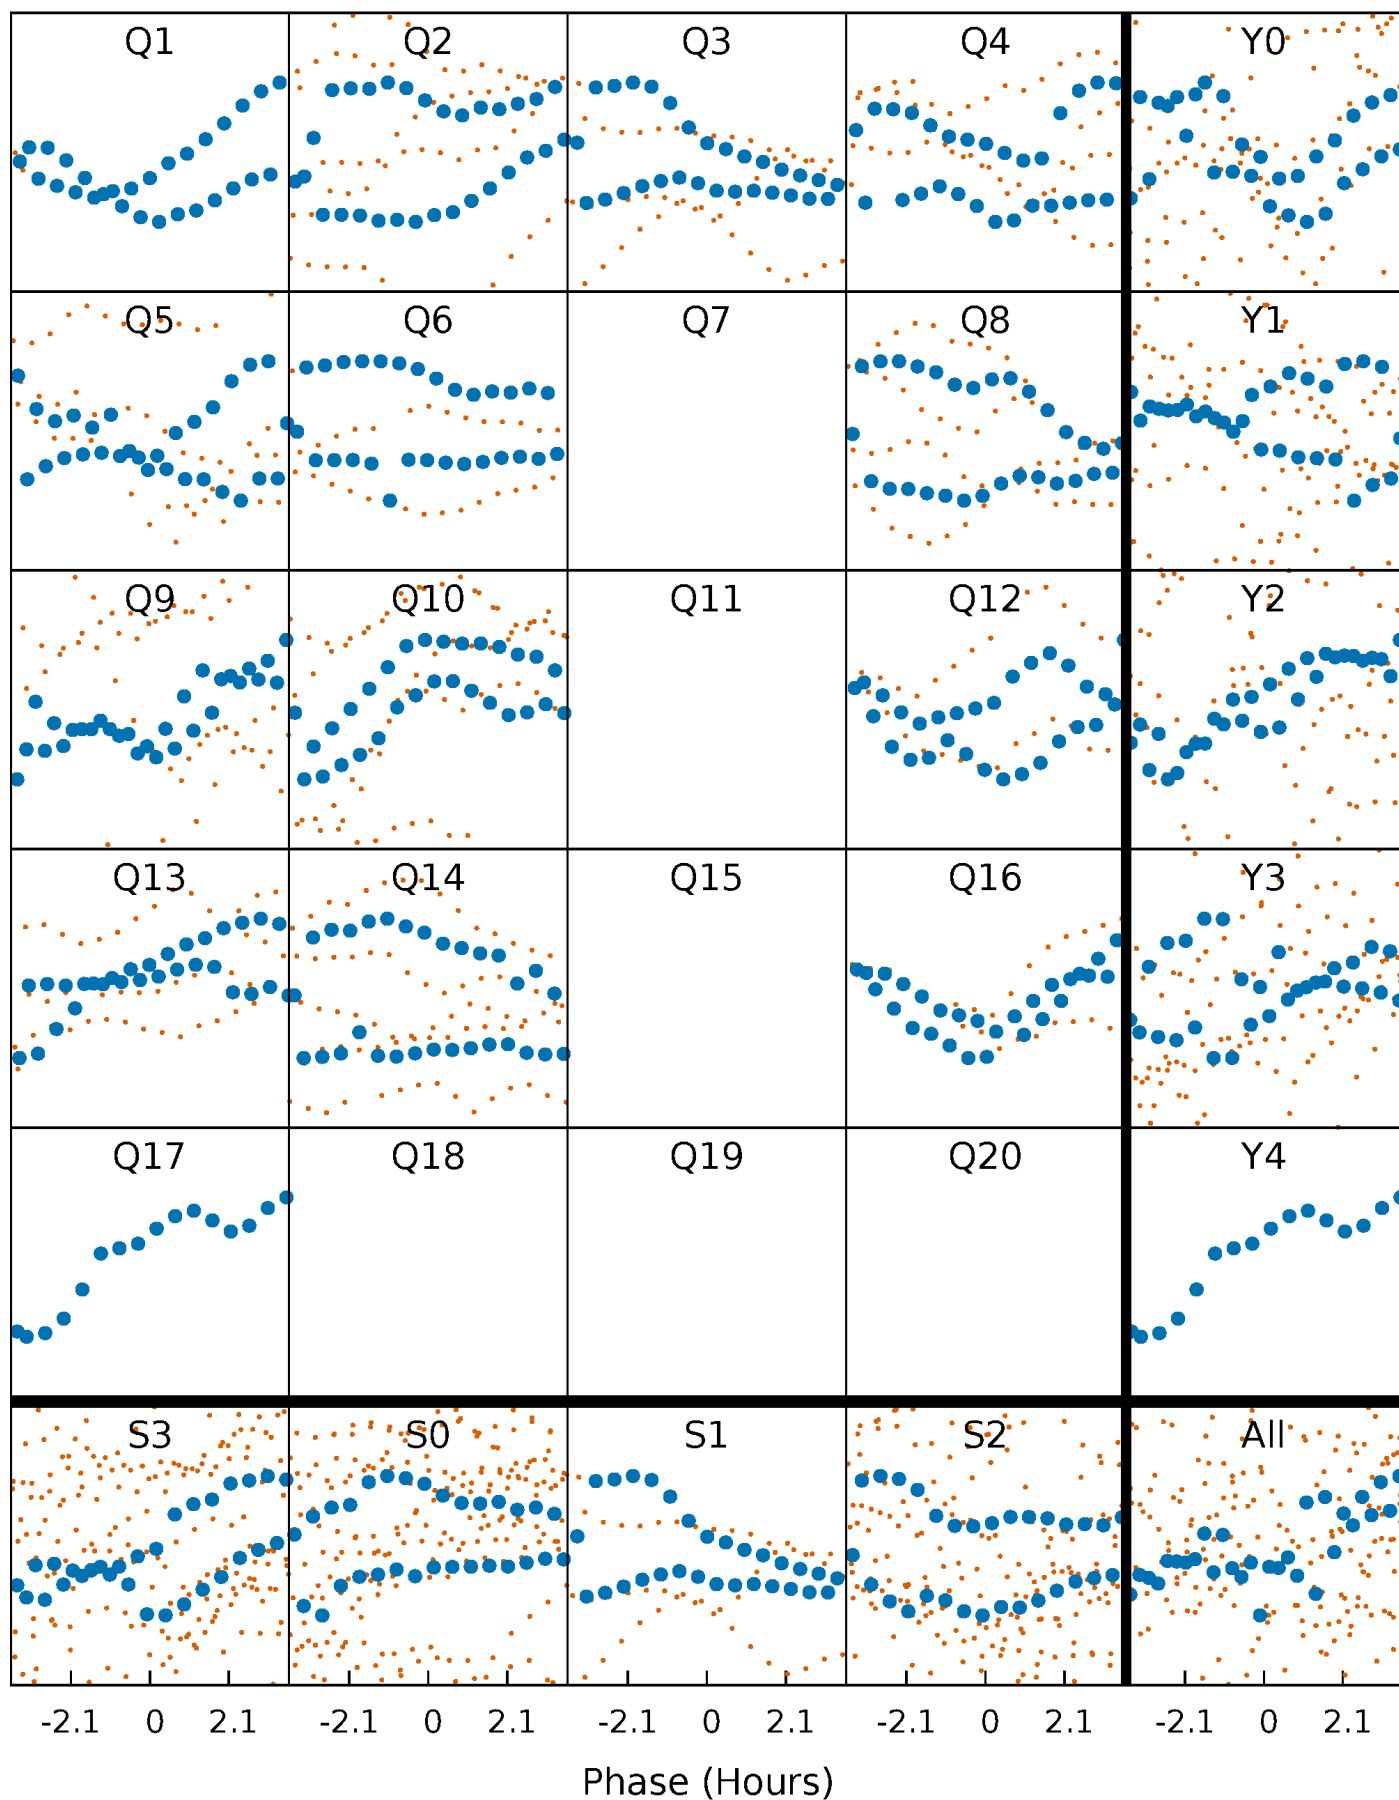 Q1 Q2 Q3 Q4 Y0
Q5 Q6 Q7 Q8 Y1
Q9 Q10 Q11 Q12 Y2
Q13 Q14 Q15 Q16 Y3
Q17 Q18 Q19 Q20 Y4
S3 S0 S1 S2 All
-2.1 0 2.1 -2.1 0 2.1 -2.1 0 2.1 -2.1 0 2.1 -2.1 0 2.1
Phase (Hours)